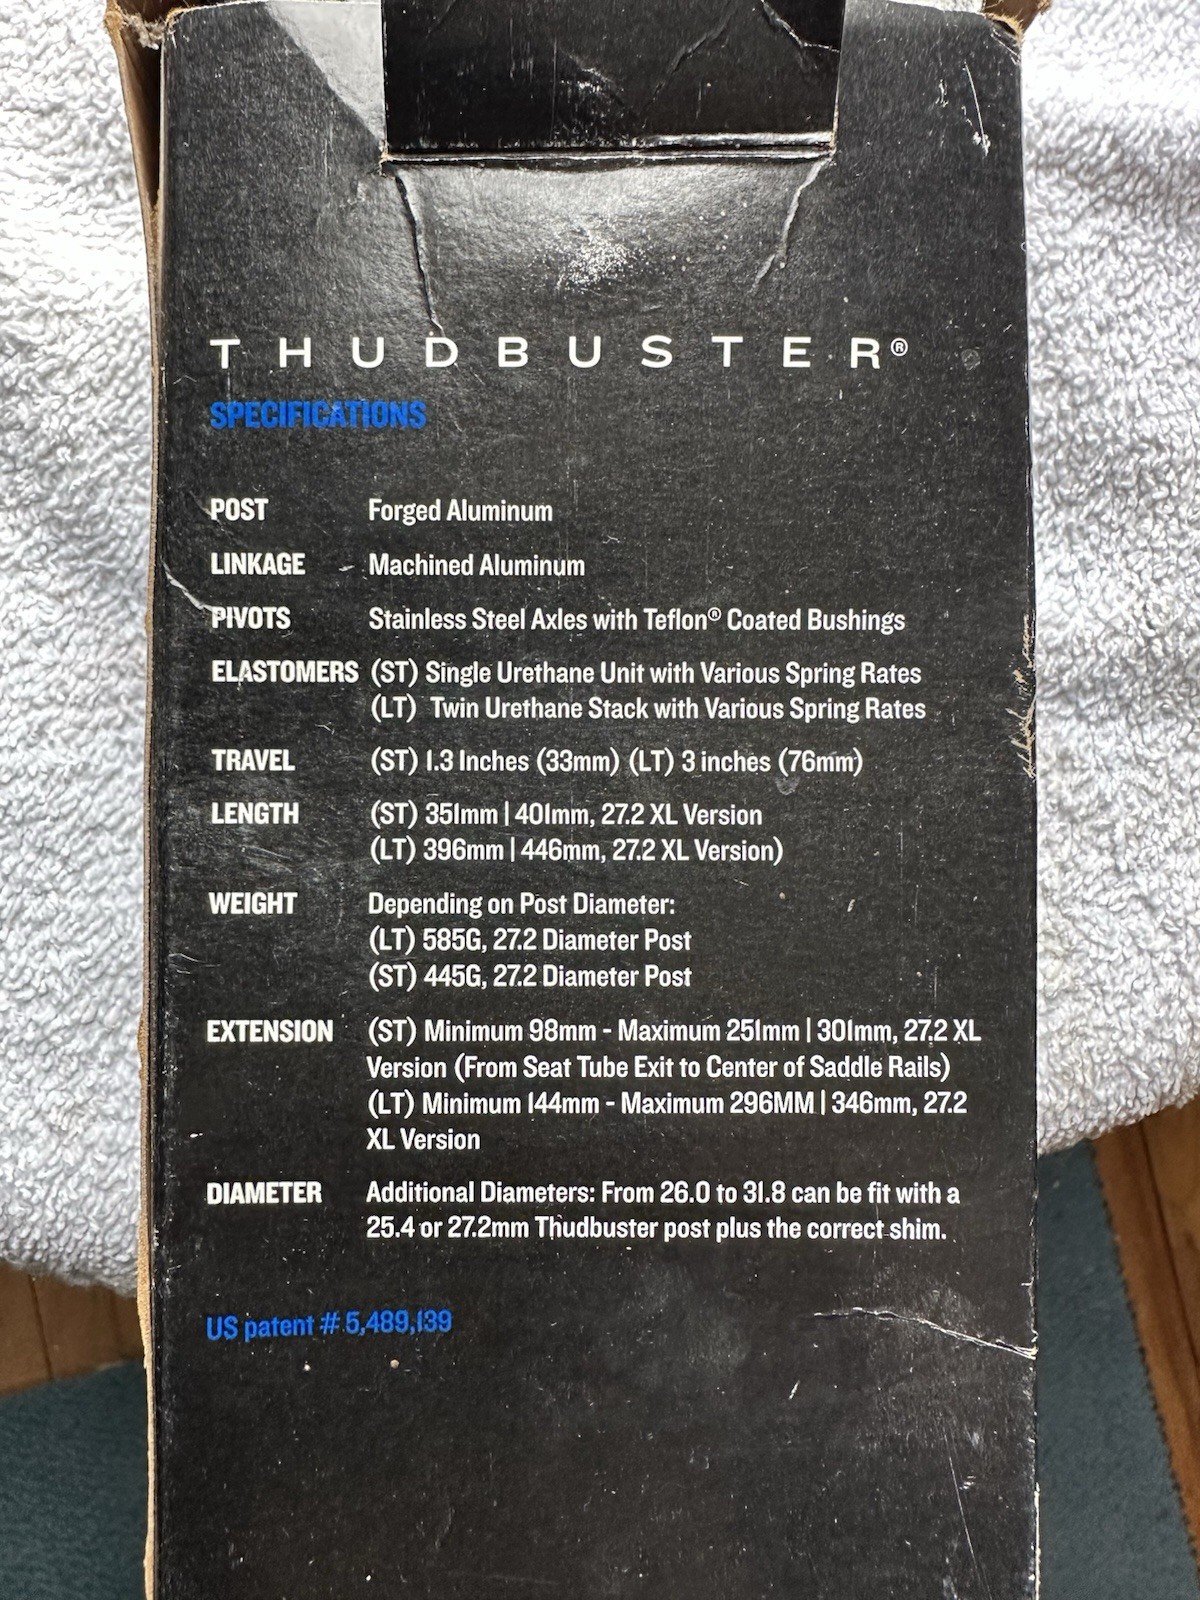 THUDBUSTER®
SPECIFICATIONS
POST Forged Aluminum
LINKAGE Machined Aluminum
PIVOTS Stainless Steel Axles with Teflon® Coated Bushings
ELASTOMERS (ST) Single Urethane Unit with Various Spring Rates
(LT) Twin Urethane Stack with Various Spring Rates
TRAVEL (ST) 1.3 Inches (33mm) (LT) 3 inches (76mm)
LENGTH (ST) 351mm | 401mm, 27.2 XL Version
(LT) 396mm | 446mm, 27.2 XL Version)
WEIGHT Depending on Post Diameter:
(LT) 585G, 27.2 Diameter Post
(ST) 445G, 27.2 Diameter Post
EXTENSION (ST) Minimum 98mm - Maximum 251mm | 301mm, 27.2 XL
Version (From Seat Tube Exit to Center of Saddle Rails)
(LT) Minimum 144mm - Maximum 296MM | 346mm, 27.2
XL Version
DIAMETER Additional Diameters: From 26.0 to 31.8 can be fit with a
25.4 or 27.2mm Thudbuster post plus the correct shim.
US patent # 5,489,139